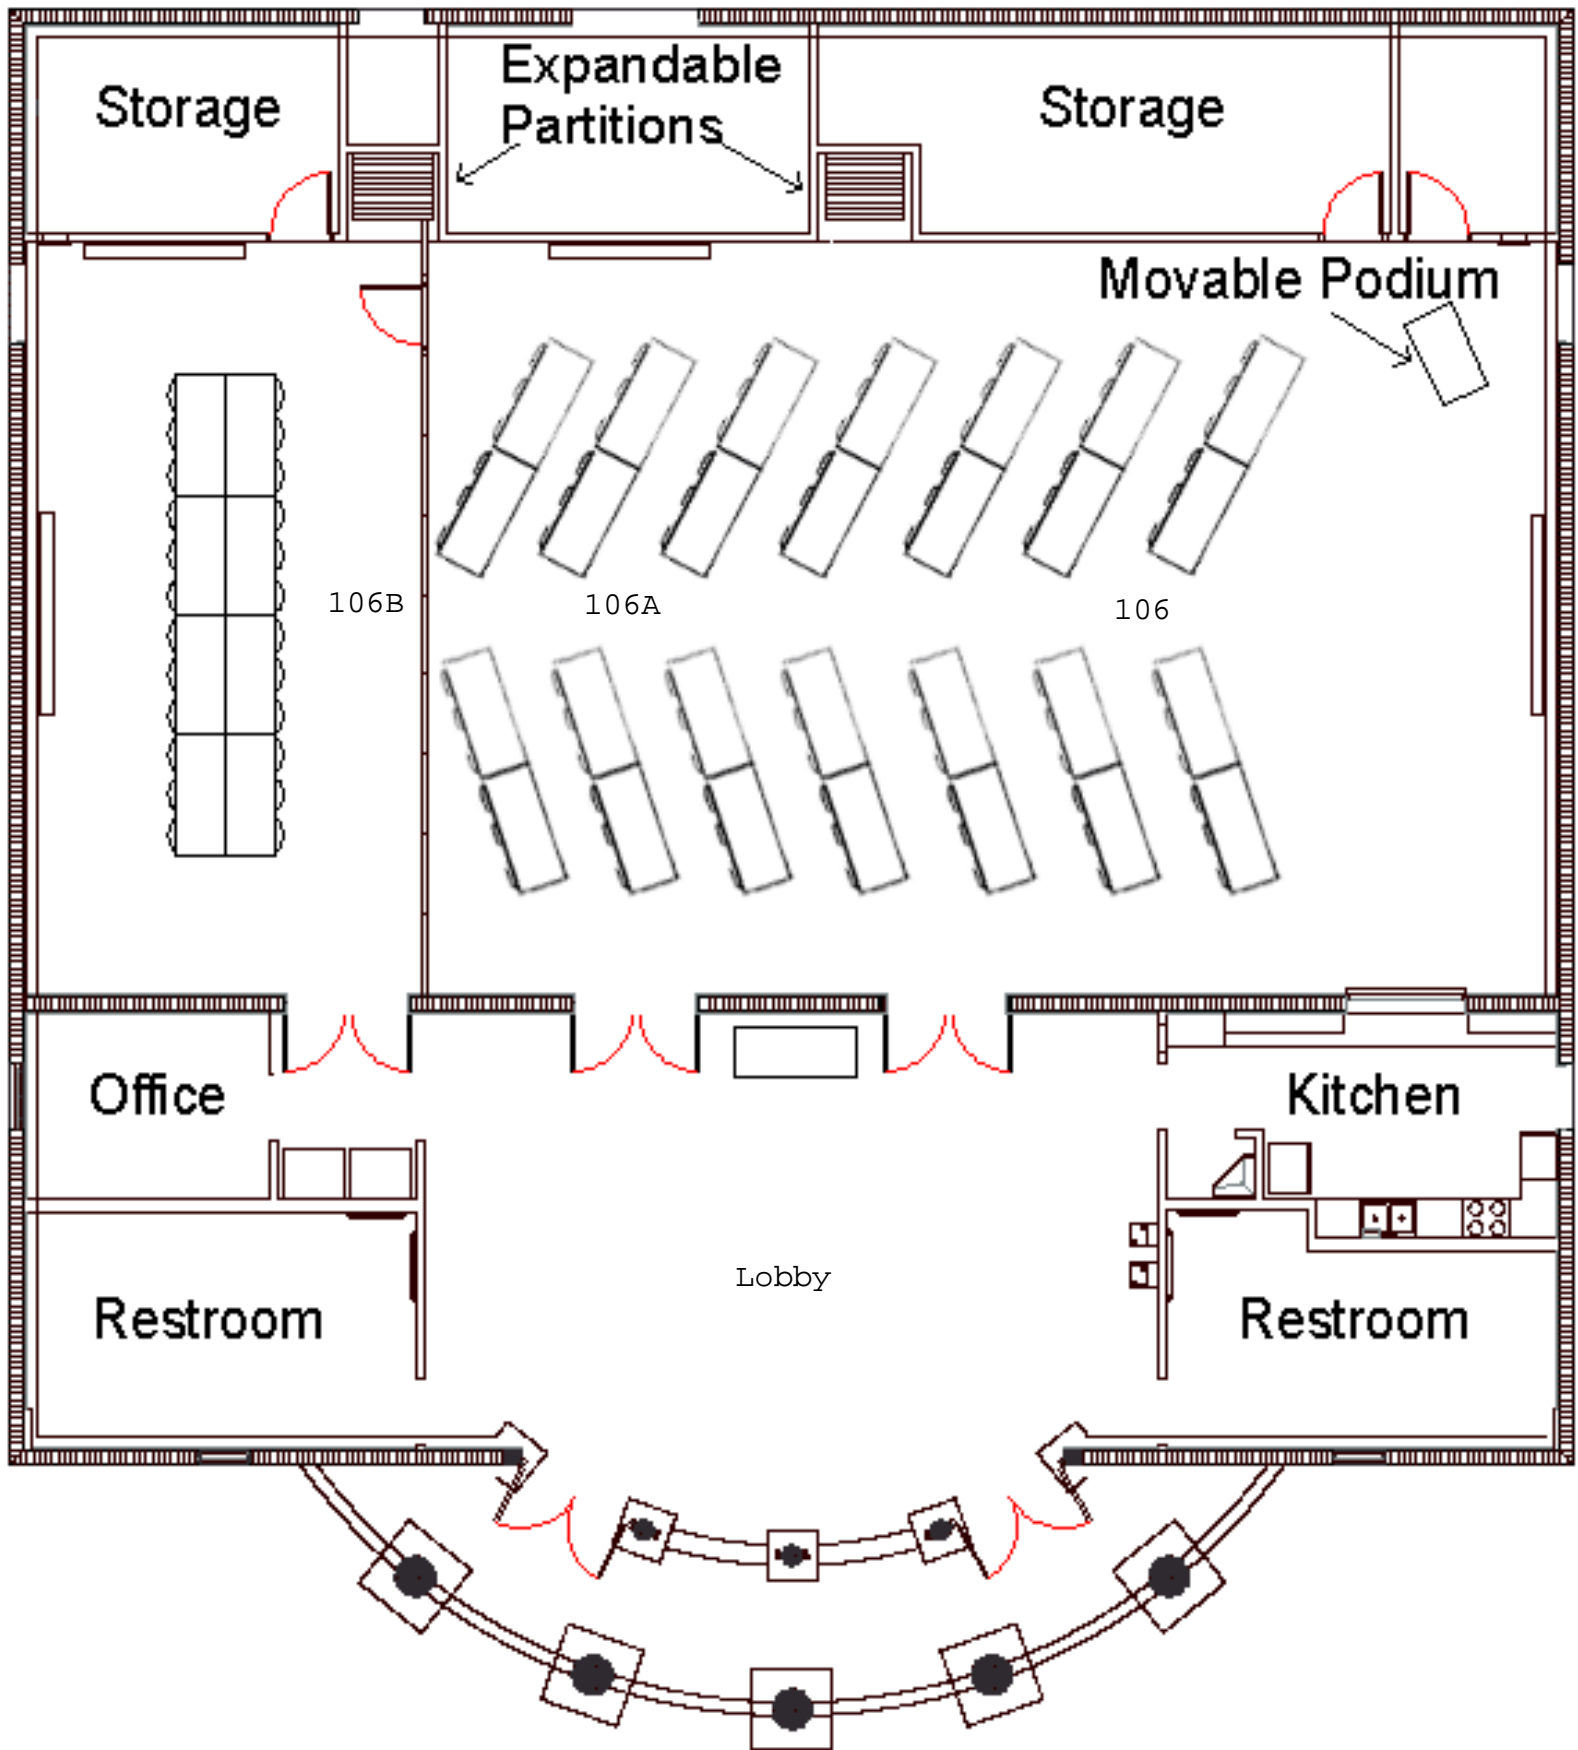 Expandable
Partitions
Storage
Storage
Movable Podium
106B
106A
106
Office
Kitchen
Lobby
Restroom
Restroom